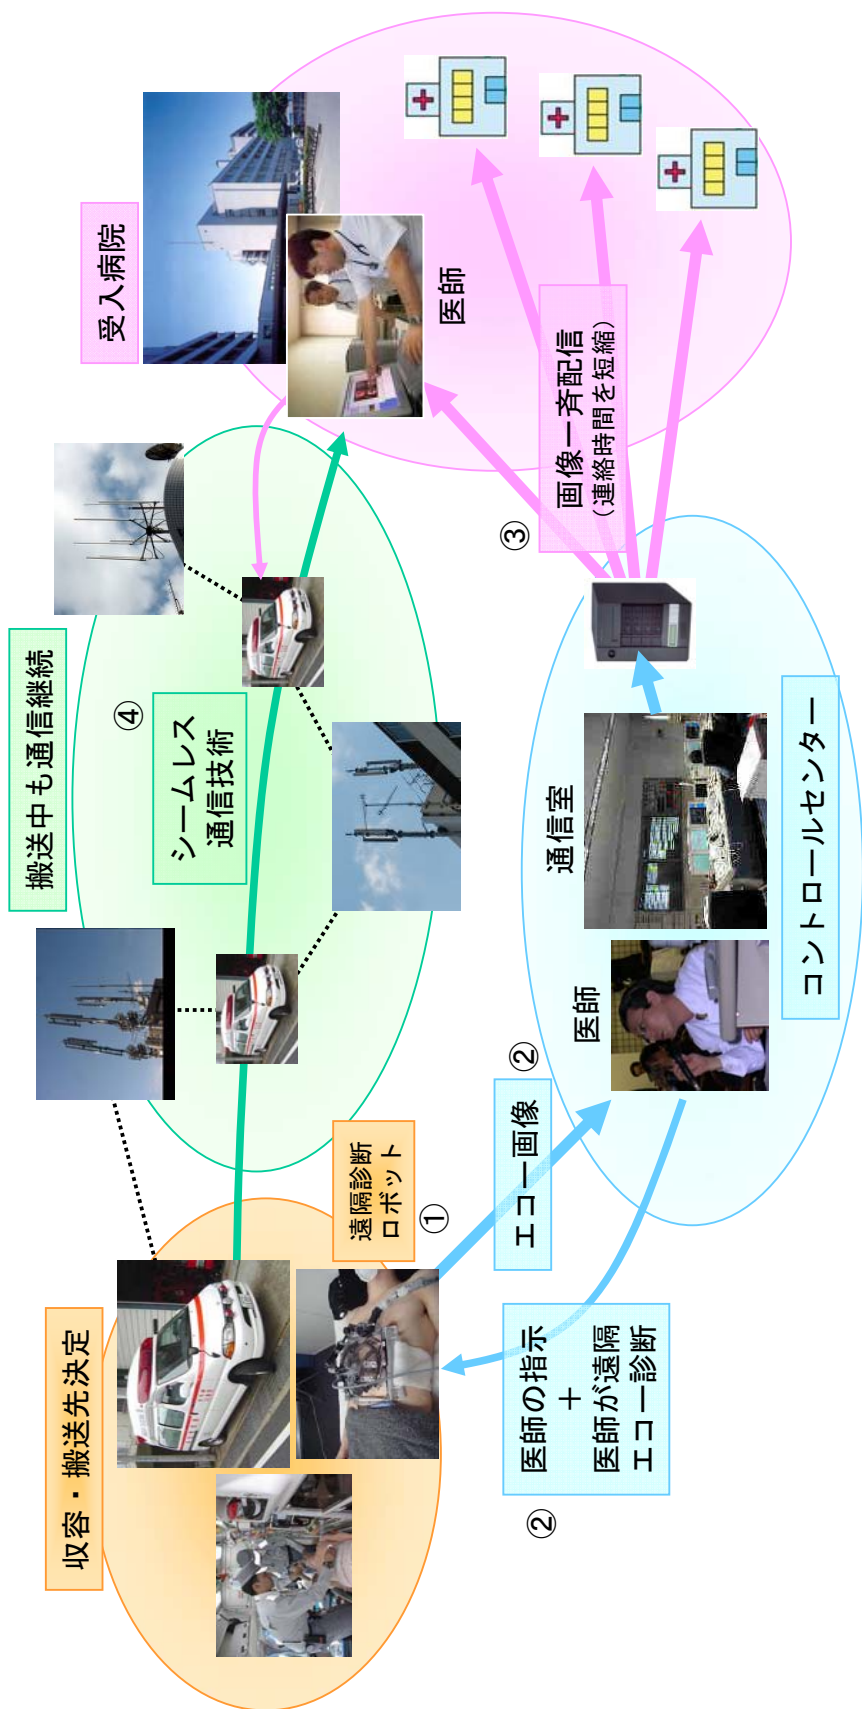 収容・搬送先決定
搬送中も通信継続
受入病院
④
シームレス
通信技術
遠隔診断
ロボット
①
医師
②
エコー画像
③
画像一斉配信
（連絡時間を短縮）
②
医師の指示
＋
医師が遠隔
エコー診断
医師
通信室
コントロールセンター